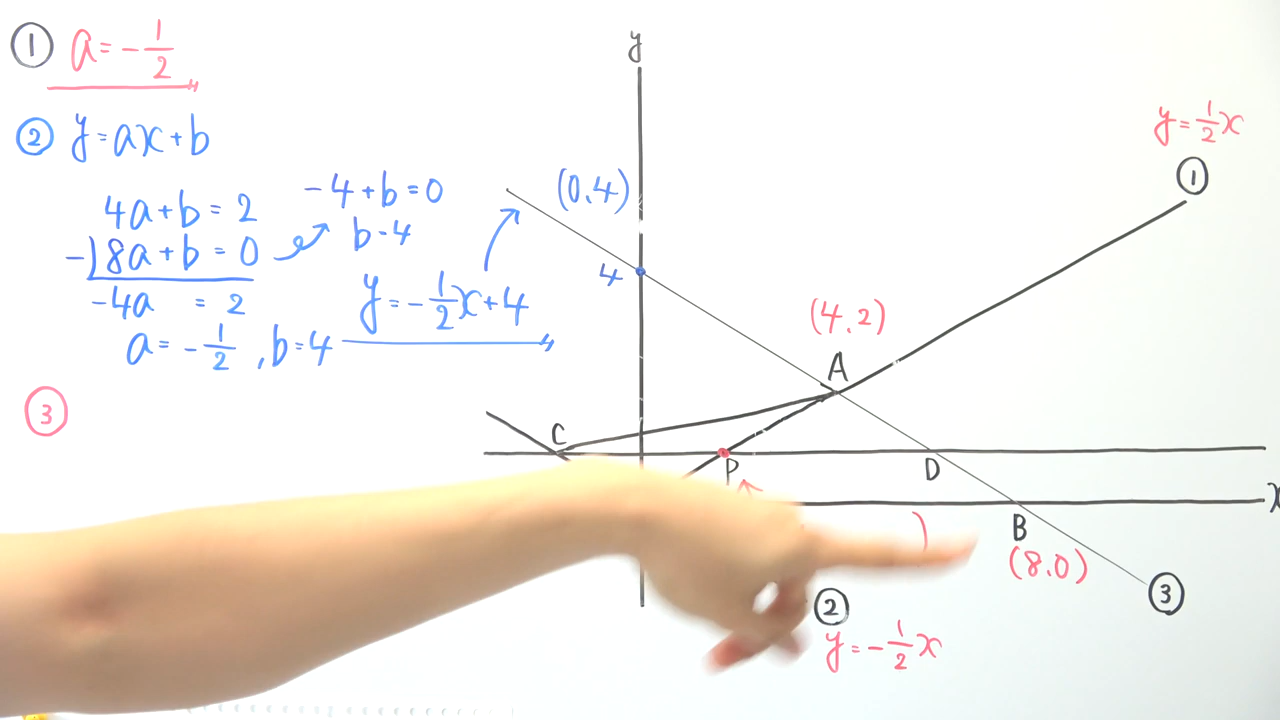 ① a = -1/2
② y = ax + b
4a + b = 2
-) 8a + b = 0
-4a = 2
a = -1/2 , b = 4
-4 + b = 0
b = 4
y = -1/2x + 4
③
y
(0.4)
4
y = 1/2x
①
(4.2)
A
C
P
D
x
B
(8.0)
)
②
y = -1/2x
③